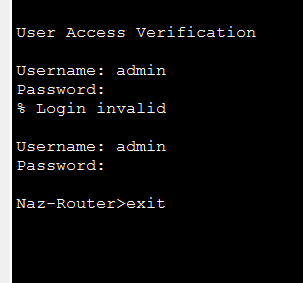 User Access Verification
Username: admin
Password:
% Login invalid
Username: admin
Password:
Naz-Router>exit